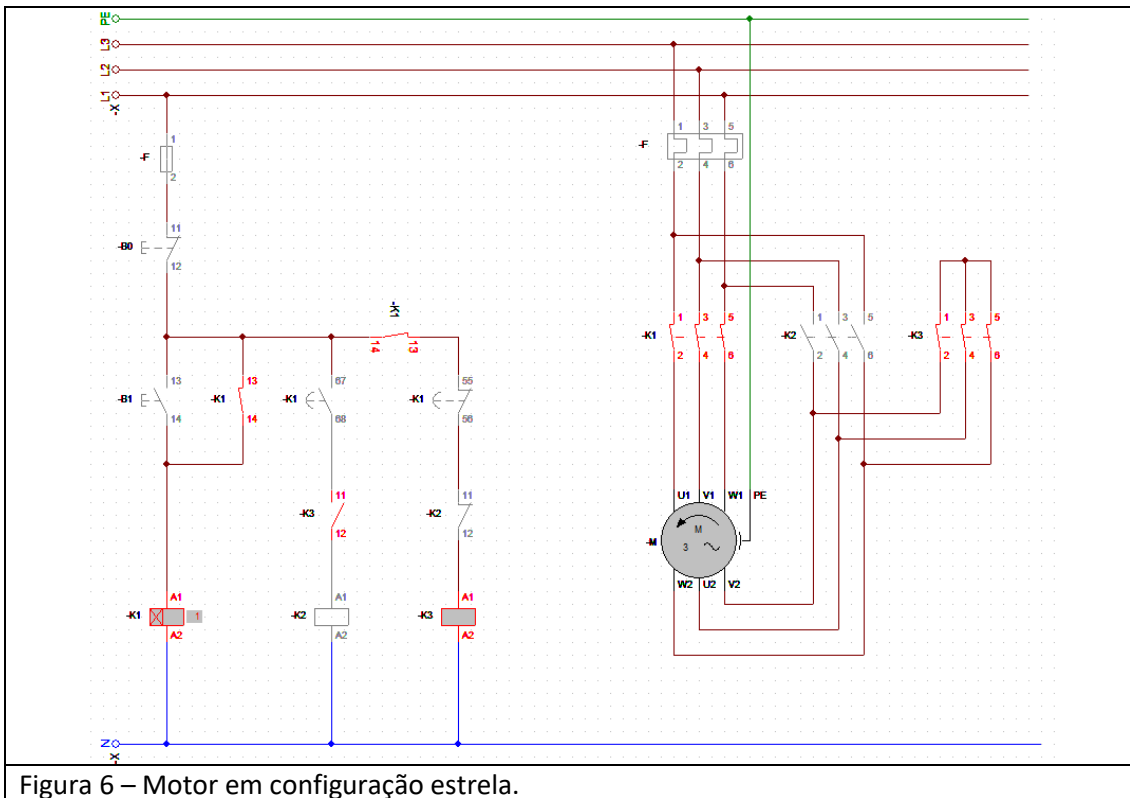 PE
L3
L2
L1
-X
1
-F
2
11
-B0
12
-K1
14 13
13
-B1
14
13
-K1
14
67
-K1
68
55
-K1
56
11
-K3
12
11
-K2
12
A1
-K1 1
A2
A1
-K2
A2
A1
-K3
A2
N
-X
1 3 5
-F
2 4 6
1 3 5
-K1
2 4 6
1 3 5
-K2
2 4 6
1 3 5
-K3
2 4 6
U1 V1 W1 PE
M
-M
3
W2 U2 V2
Figura 6 – Motor em configuração estrela.